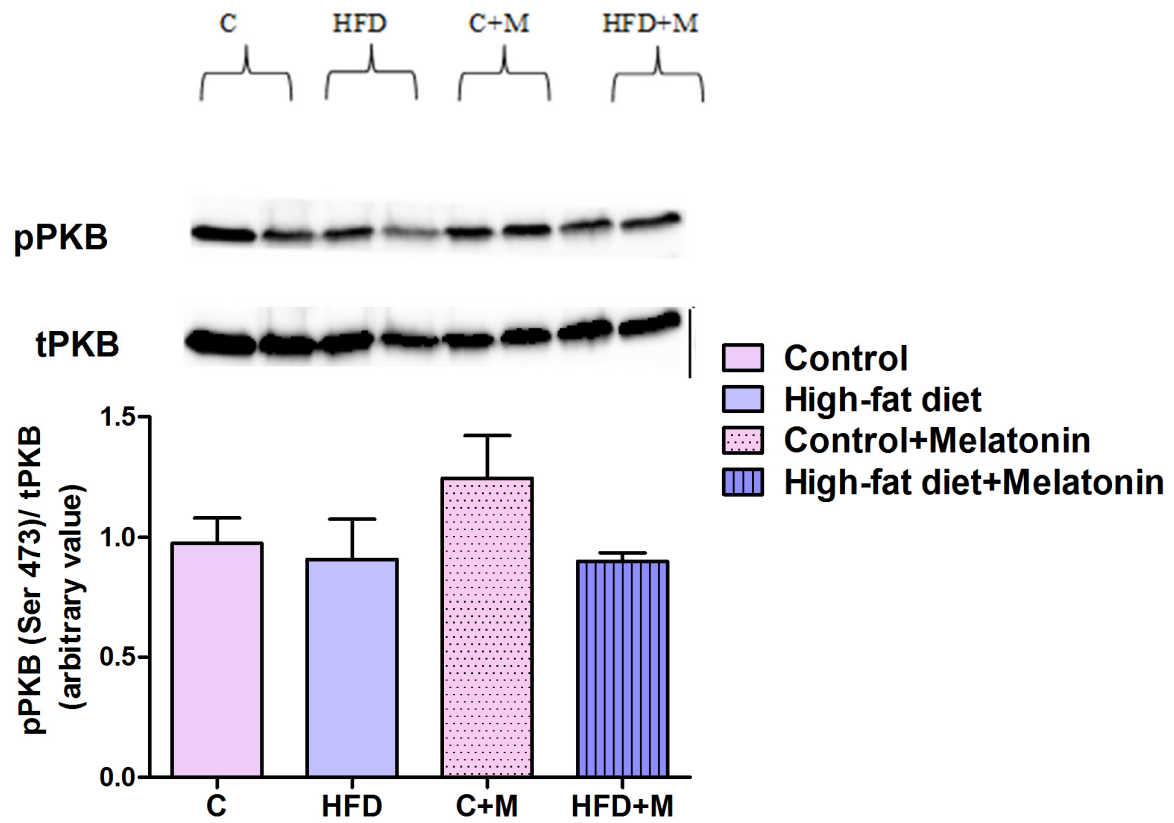 C HFD C+M HFD+M
pPKB
tPKB
Control
High-fat diet
Control+Melatonin
High-fat diet+Melatonin
pPKB (Ser 473)/ tPKB
(arbitrary value)
1.5
1.0
0.5
0.0
C HFD C+M HFD+M